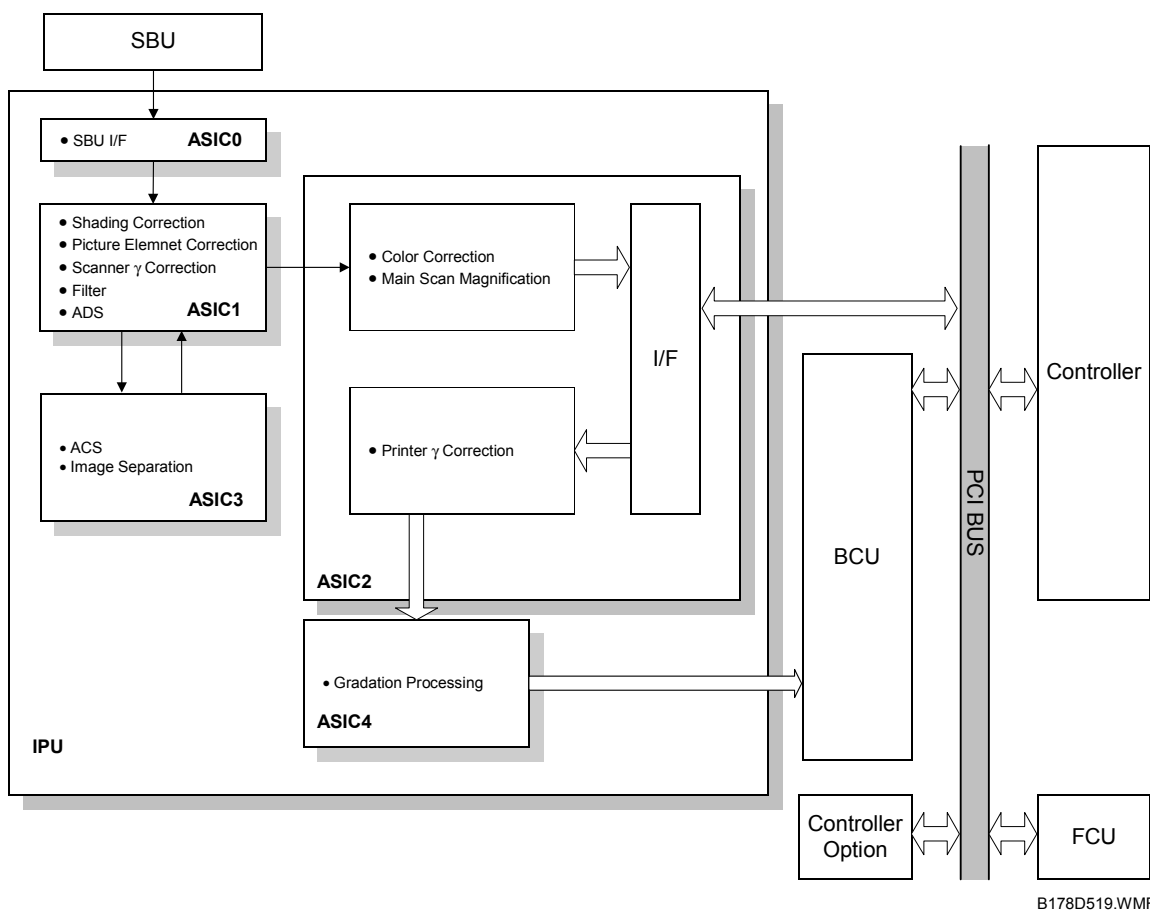 SBU
• SBU I/F ASIC0
• Shading Correction
• Picture Elemnet Correction
• Scanner γ Correction
• Filter
• ADS
ASIC1
• ACS
• Image Separation
ASIC3
• Color Correction
• Main Scan Magnification
I/F
• Printer γ Correction
ASIC2
• Gradation Processing
ASIC4
IPU
BCU
PCI BUS
Controller
Controller
Option
FCU
B178D519.WMF